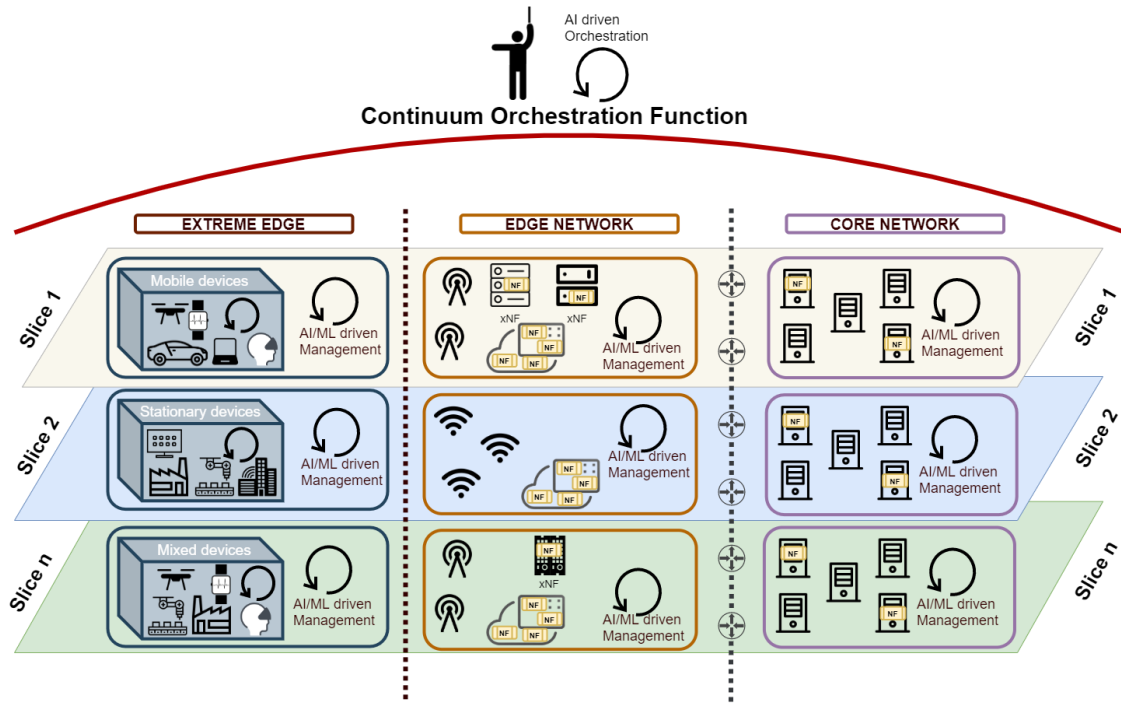 AI driven
Orchestration
Continuum Orchestration Function
EXTREME EDGE
EDGE NETWORK
CORE NETWORK
Slice 1
Mobile devices
AI/ML driven
Management
NF
NF
xNF
xNF
NF
NF
NF
NF
AI/ML driven
Management
NF
NF
AI/ML driven
Management
Slice 1
Slice 2
Stationary devices
AI/ML driven
Management
NF
NF
NF
NF
AI/ML driven
Management
NF
NF
AI/ML driven
Management
Slice 2
Slice n
Mixed devices
AI/ML driven
Management
NF
xNF
NF
NF
NF
NF
AI/ML driven
Management
NF
NF
AI/ML driven
Management
Slice n